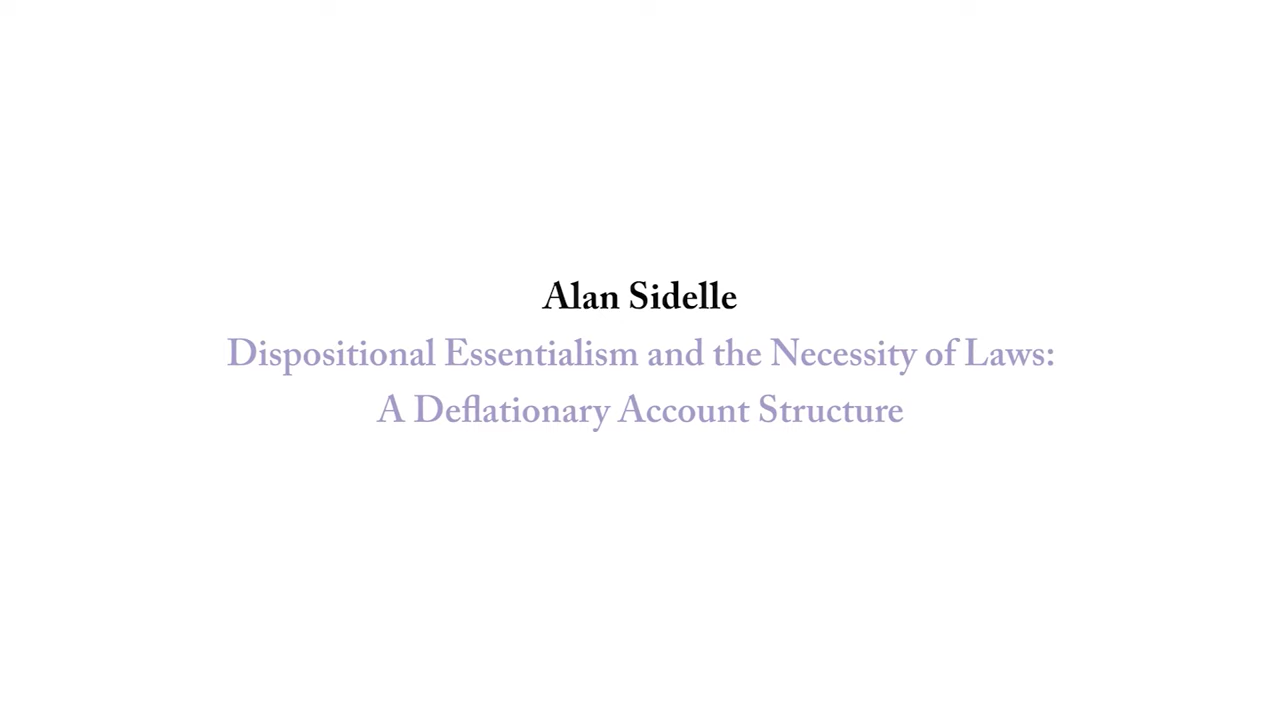 Alan Sidelle
Dispositional Essentialism and the Necessity of Laws:
A Deflationary Account Structure